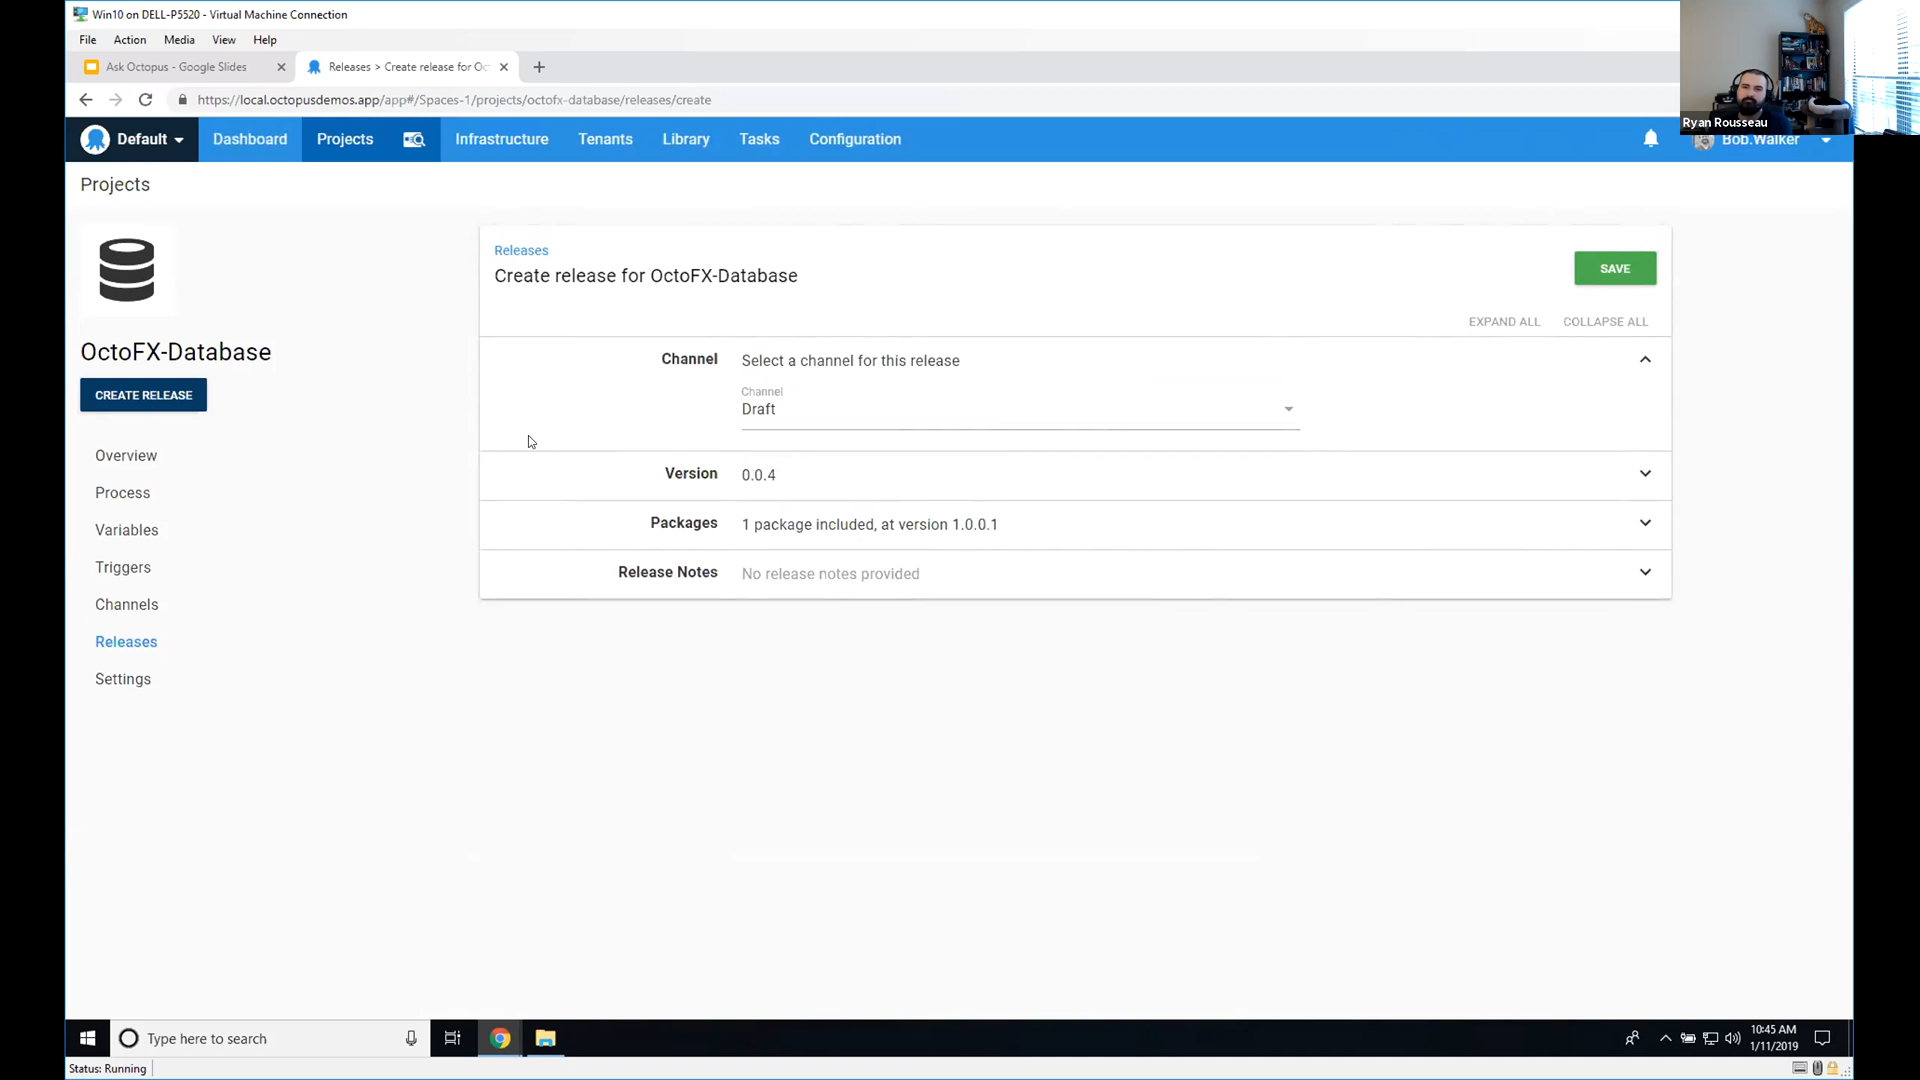 Win10 on DELL-P5520 - Virtual Machine Connection
File Action Media View Help
Ask Octopus - Google Slides
Releases > Create release for Oc
https://local.octopusdemos.app/app#/Spaces-1/projects/octofx-database/releases/create
Ryan Rousseau
Default Dashboard Projects Infrastructure Tenants Library Tasks Configuration Bob.Walker
Projects
Releases
Create release for OctoFX-Database
SAVE
EXPAND ALL COLLAPSE ALL
OctoFX-Database
CREATE RELEASE
Overview
Process
Variables
Triggers
Channels
Releases
Settings
Channel Select a channel for this release
Channel
Draft
Version 0.0.4
Packages 1 package included, at version 1.0.0.1
Release Notes No release notes provided
Type here to search
10:45 AM
1/11/2019
Status: Running